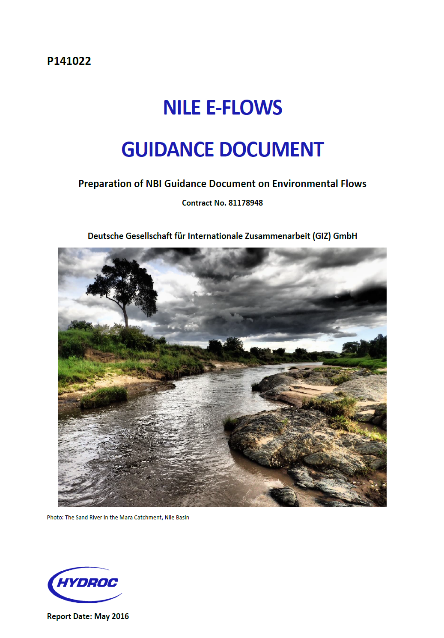 P141022
NILE E-FLOWS
GUIDANCE DOCUMENT
Preparation of NBI Guidance Document on Environmental Flows
Contract No. 81178948
Deutsche Gesellschaft für Internationale Zusammenarbeit (GIZ) GmbH
Photo: The Sand River in the Mara Catchment, Nile Basin
HYDROC
Report Date: May 2016